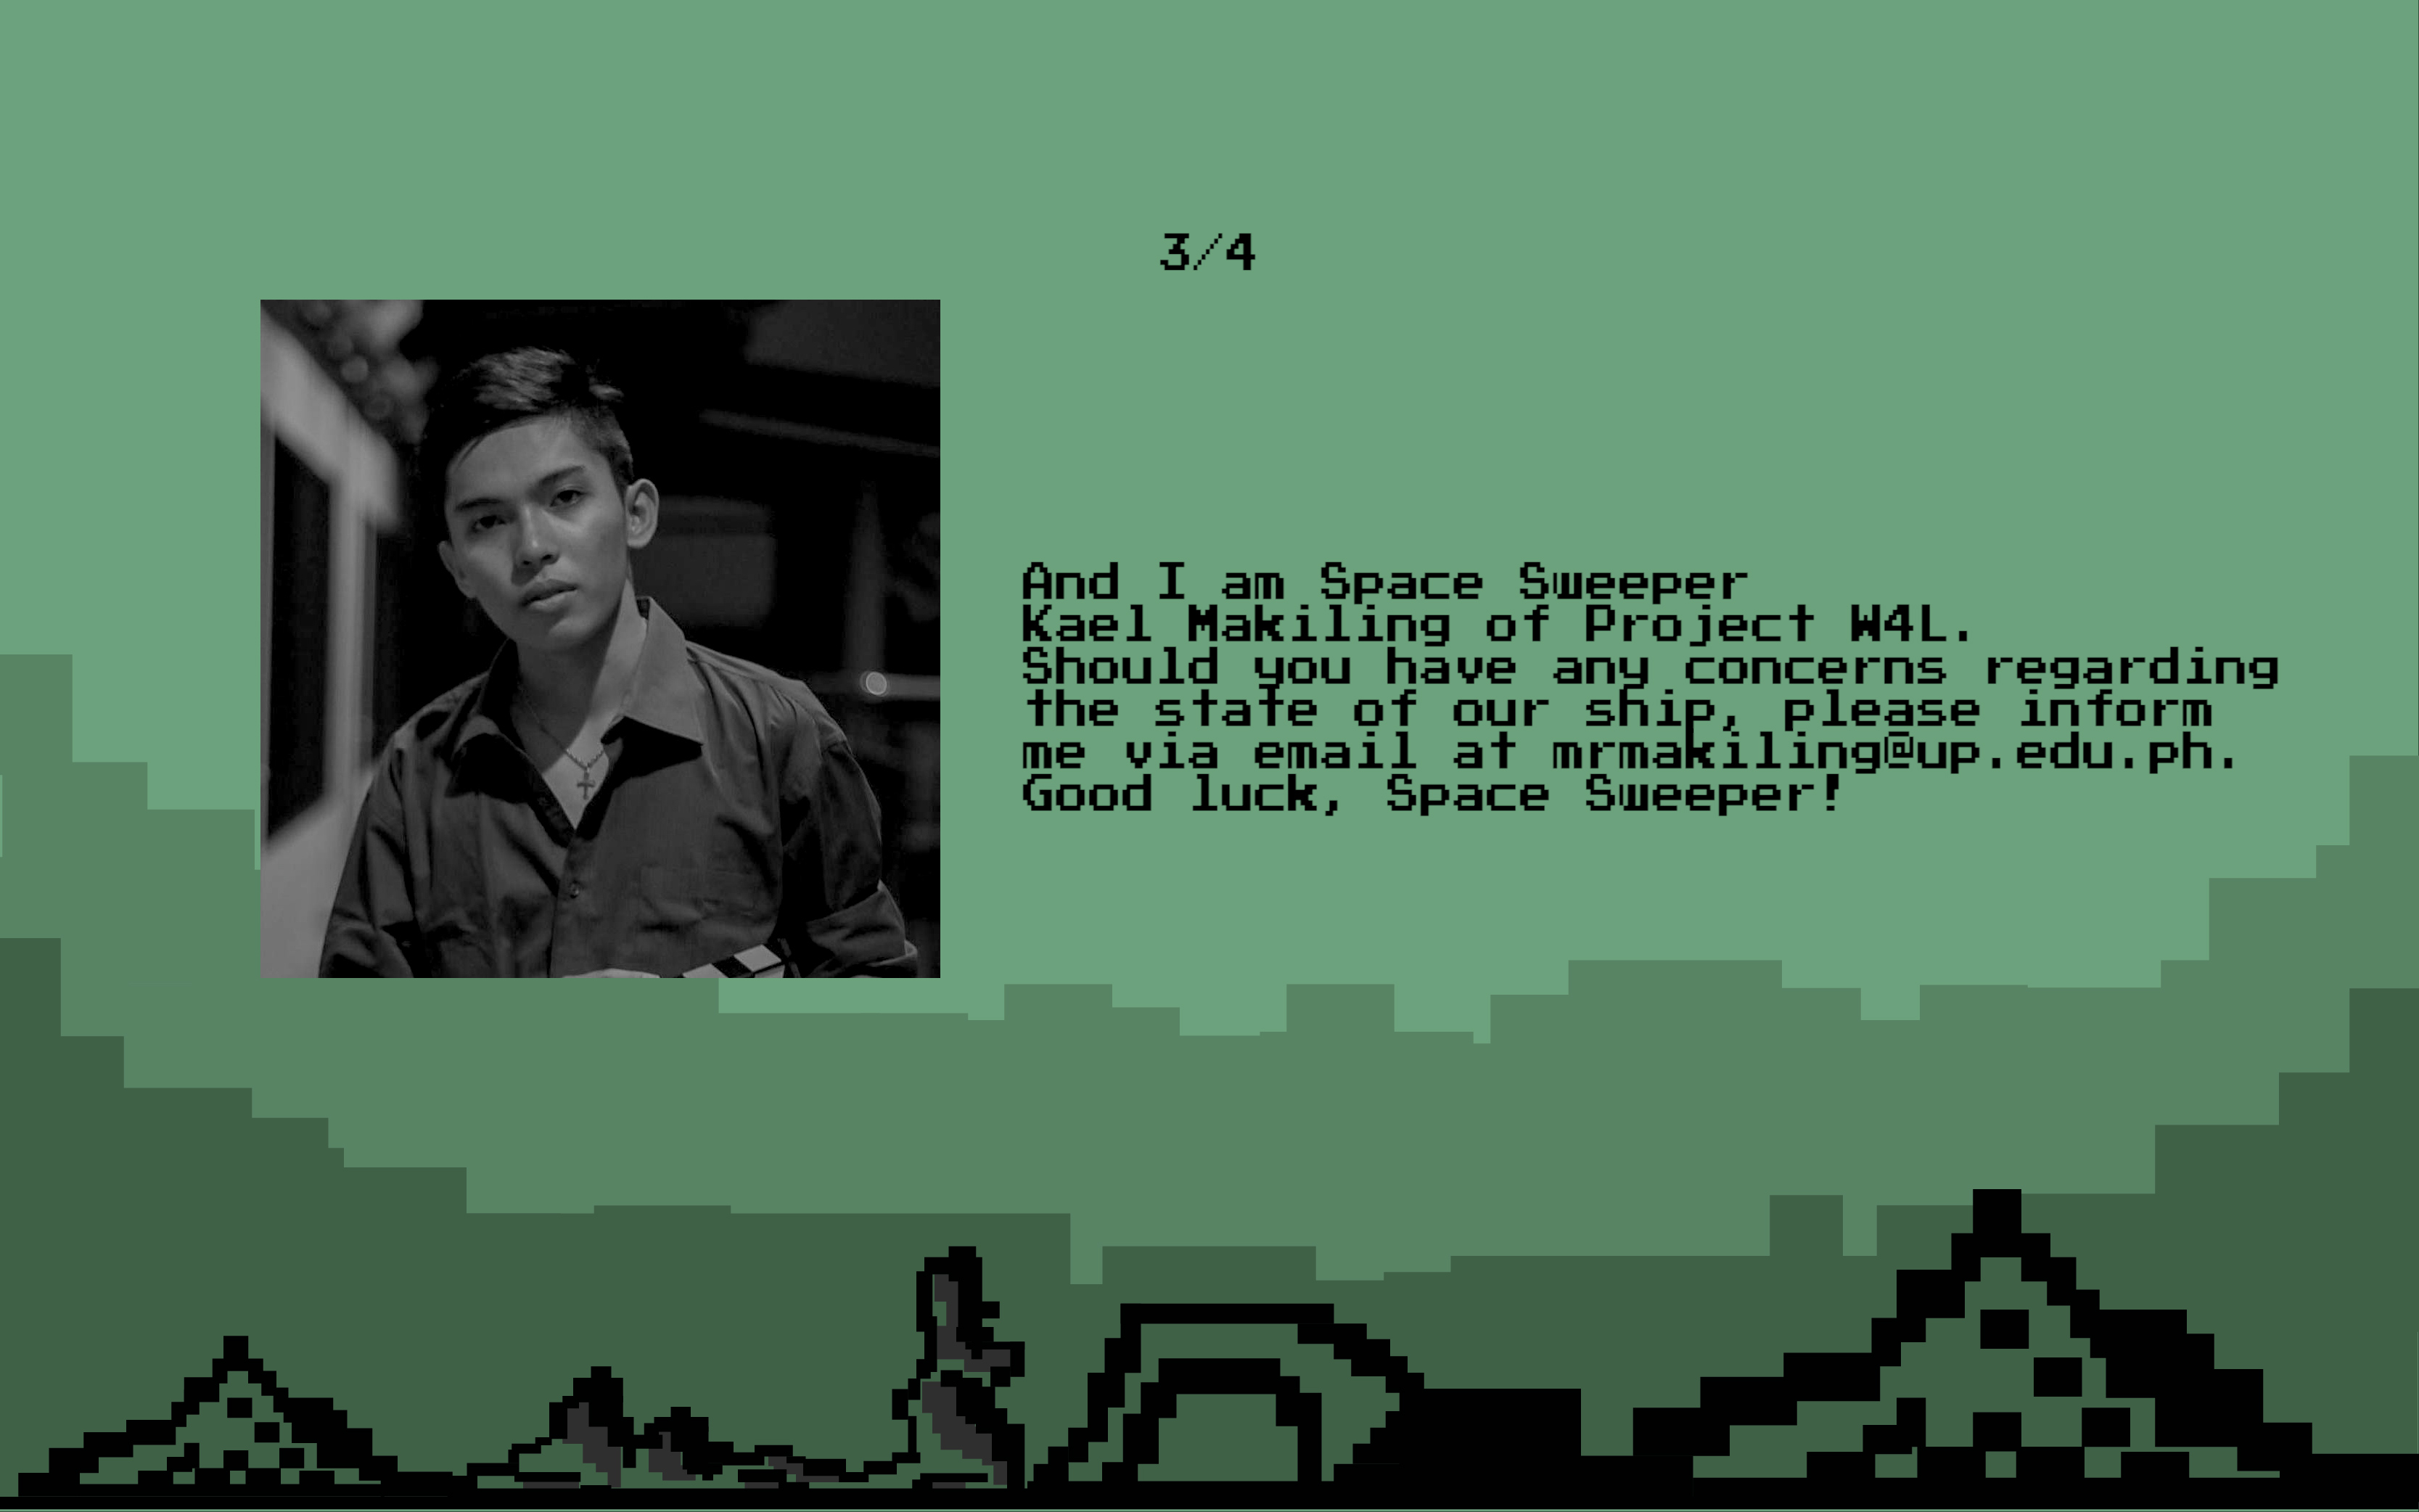 3/4
And I am Space Sweeper
Kael Makiling of Project W4L.
Should you have any concerns regarding
the state of our ship, please inform
me via email at mrmakiling@up.edu.ph.
Good luck, Space Sweeper!